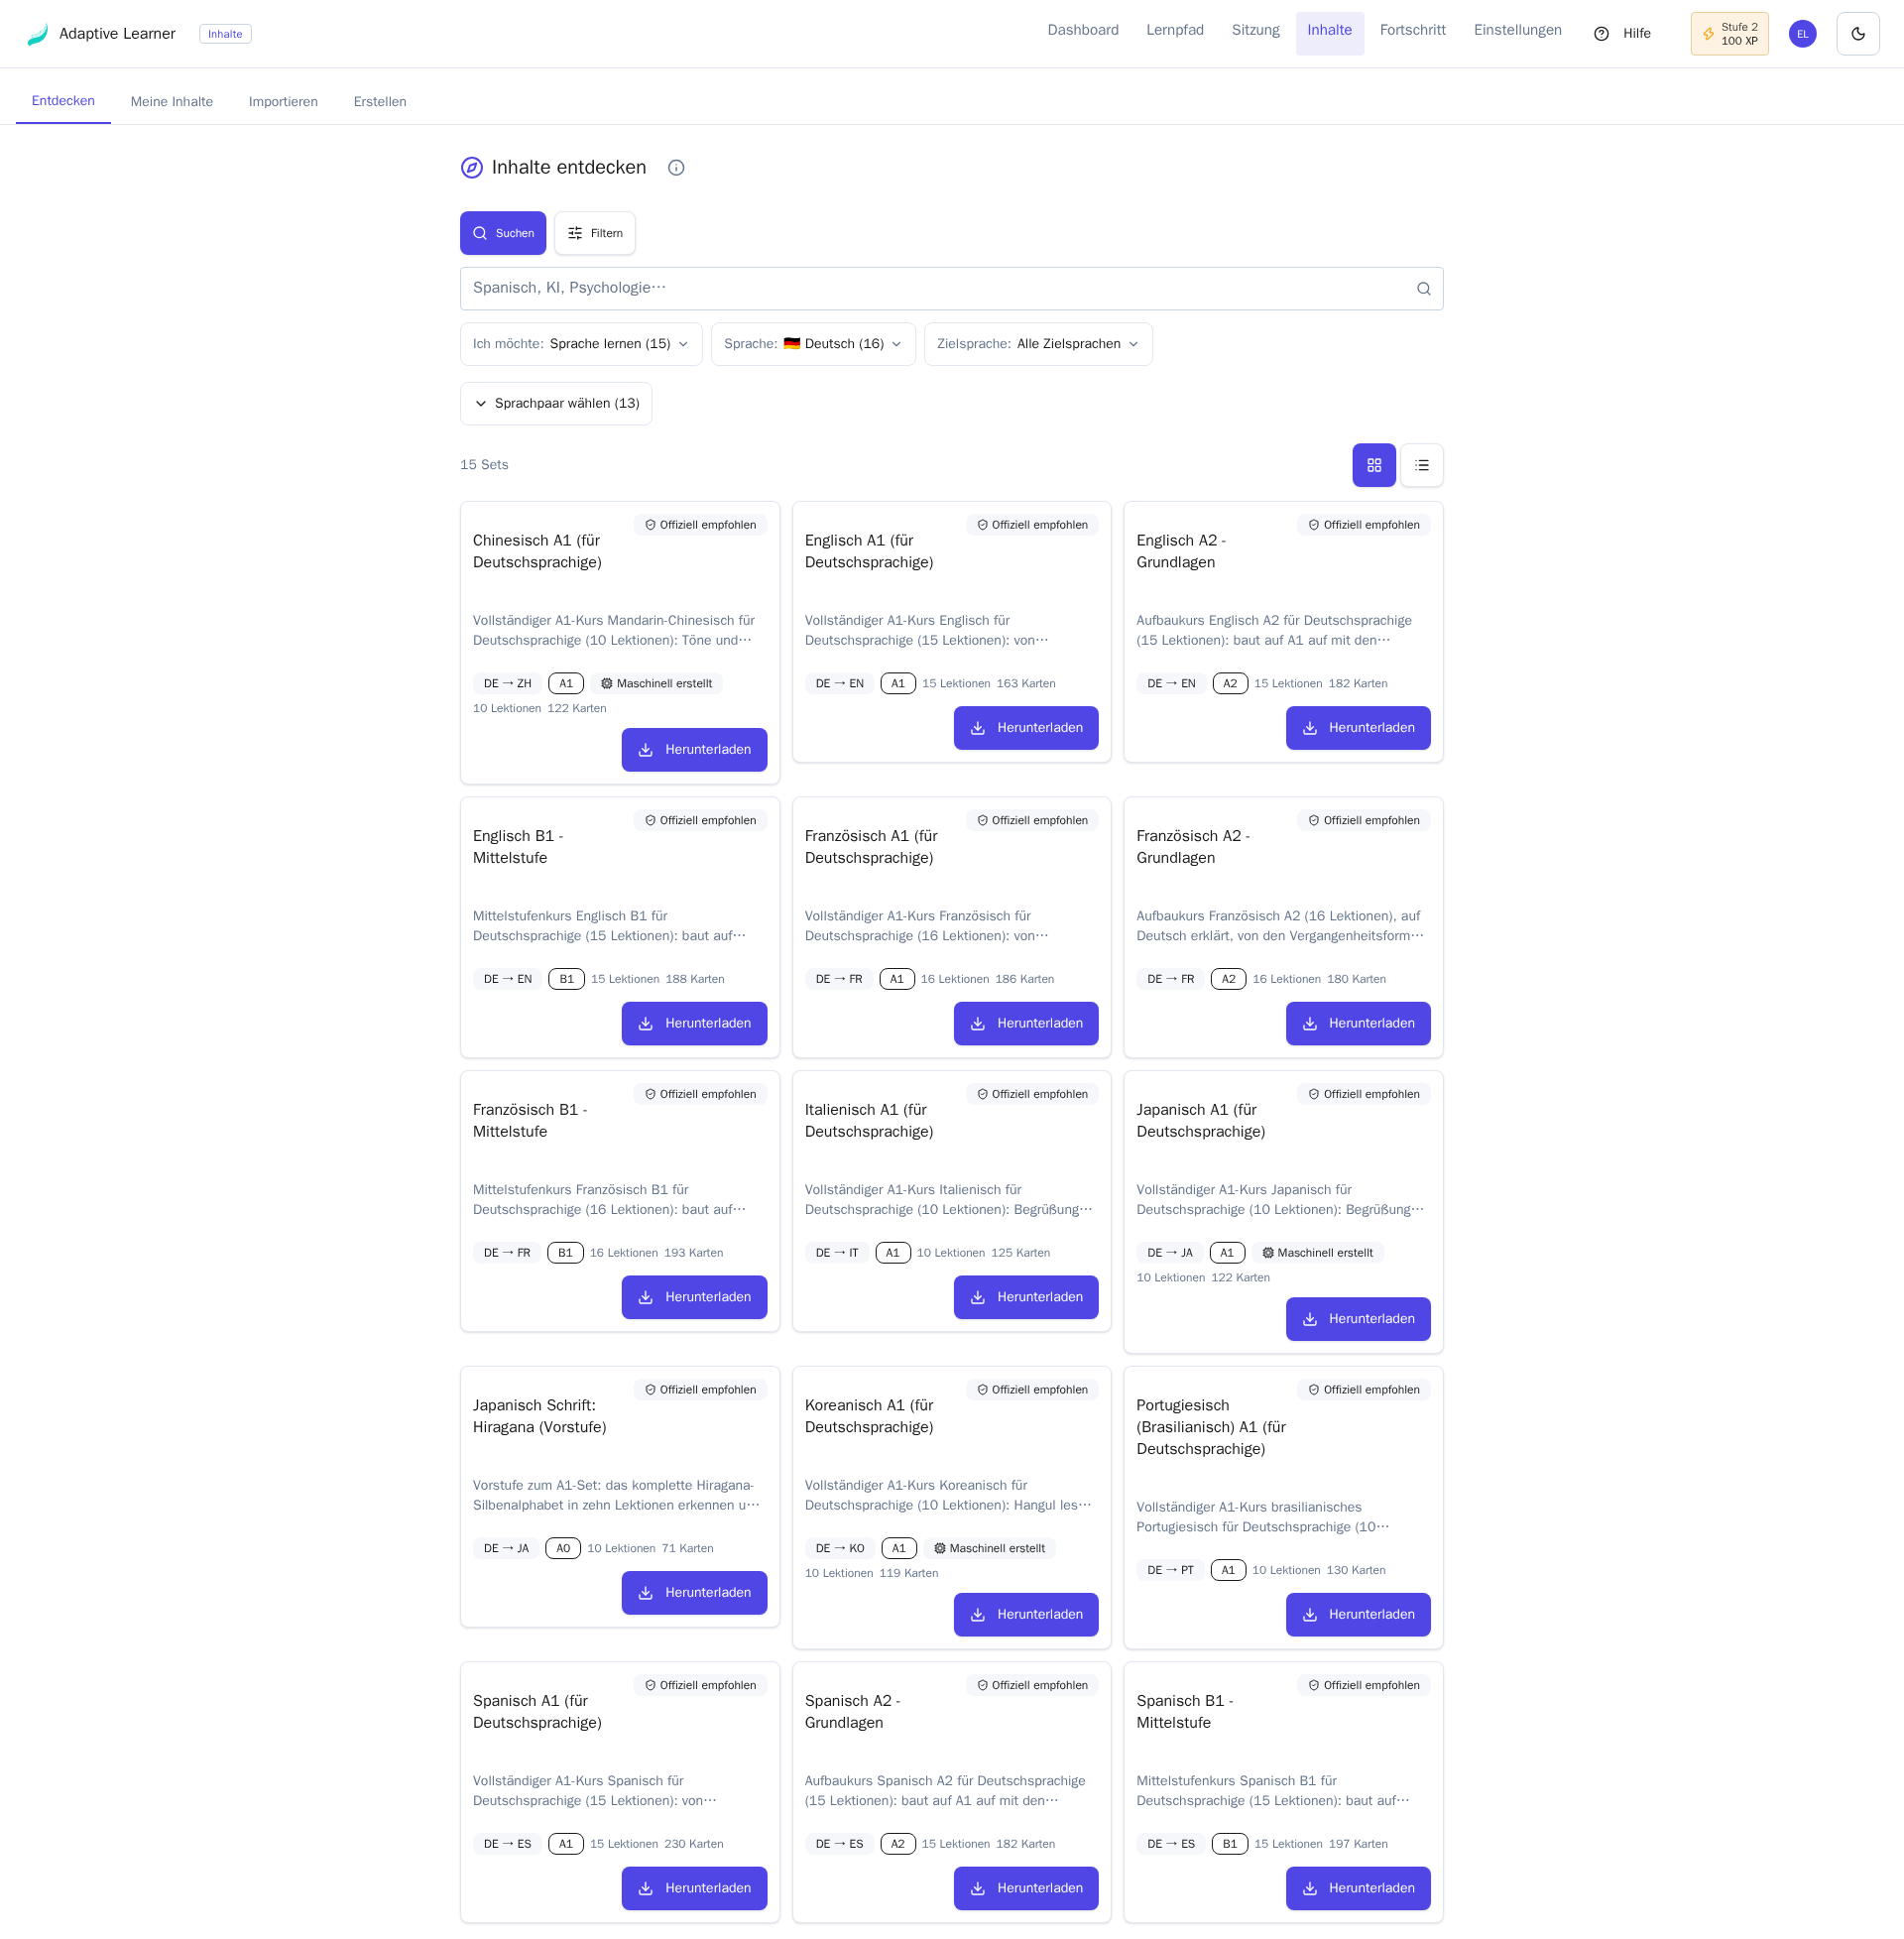 Adaptive Learner
Inhalte
Dashboard
Lernpfad
Sitzung
Inhalte
Fortschritt
Einstellungen
Hilfe
Stufe 2
100 XP
EL
Entdecken
Meine Inhalte
Importieren
Erstellen
Inhalte entdecken
Suchen
Filtern
Spanisch, KI, Psychologie…
Ich möchte: Sprache lernen (15)
Sprache: 🇩🇪 Deutsch (16)
Zielsprache: Alle Zielsprachen
Sprachpaar wählen (13)
15 Sets
Offiziell empfohlen
Chinesisch A1 (für
Deutschsprachige)
Vollständiger A1-Kurs Mandarin-Chinesisch für
Deutschsprachige (10 Lektionen): Töne und…
DE → ZH A1 Maschinell erstellt
10 Lektionen 122 Karten
Herunterladen
Offiziell empfohlen
Englisch A1 (für
Deutschsprachige)
Vollständiger A1-Kurs Englisch für
Deutschsprachige (15 Lektionen): von…
DE → EN A1 15 Lektionen 163 Karten
Herunterladen
Offiziell empfohlen
Englisch A2 -
Grundlagen
Aufbaukurs Englisch A2 für Deutschsprachige
(15 Lektionen): baut auf A1 auf mit den…
DE → EN A2 15 Lektionen 182 Karten
Herunterladen
Offiziell empfohlen
Englisch B1 -
Mittelstufe
Mittelstufenkurs Englisch B1 für
Deutschsprachige (15 Lektionen): baut auf…
DE → EN B1 15 Lektionen 188 Karten
Herunterladen
Offiziell empfohlen
Französisch A1 (für
Deutschsprachige)
Vollständiger A1-Kurs Französisch für
Deutschsprachige (16 Lektionen): von…
DE → FR A1 16 Lektionen 186 Karten
Herunterladen
Offiziell empfohlen
Französisch A2 -
Grundlagen
Aufbaukurs Französisch A2 (16 Lektionen), auf
Deutsch erklärt, von den Vergangenheitsform…
DE → FR A2 16 Lektionen 180 Karten
Herunterladen
Offiziell empfohlen
Französisch B1 -
Mittelstufe
Mittelstufenkurs Französisch B1 für
Deutschsprachige (16 Lektionen): baut auf…
DE → FR B1 16 Lektionen 193 Karten
Herunterladen
Offiziell empfohlen
Italienisch A1 (für
Deutschsprachige)
Vollständiger A1-Kurs Italienisch für
Deutschsprachige (10 Lektionen): Begrüßung…
DE → IT A1 10 Lektionen 125 Karten
Herunterladen
Offiziell empfohlen
Japanisch A1 (für
Deutschsprachige)
Vollständiger A1-Kurs Japanisch für
Deutschsprachige (10 Lektionen): Begrüßung…
DE → JA A1 Maschinell erstellt
10 Lektionen 122 Karten
Herunterladen
Offiziell empfohlen
Japanisch Schrift:
Hiragana (Vorstufe)
Vorstufe zum A1-Set: das komplette Hiragana-
Silbenalphabet in zehn Lektionen erkennen u…
DE → JA A0 10 Lektionen 71 Karten
Herunterladen
Offiziell empfohlen
Koreanisch A1 (für
Deutschsprachige)
Vollständiger A1-Kurs Koreanisch für
Deutschsprachige (10 Lektionen): Hangul les…
DE → KO A1 Maschinell erstellt
10 Lektionen 119 Karten
Herunterladen
Offiziell empfohlen
Portugiesisch
(Brasilianisch) A1 (für
Deutschsprachige)
Vollständiger A1-Kurs brasilianisches
Portugiesisch für Deutschsprachige (10…
DE → PT A1 10 Lektionen 130 Karten
Herunterladen
Offiziell empfohlen
Spanisch A1 (für
Deutschsprachige)
Vollständiger A1-Kurs Spanisch für
Deutschsprachige (15 Lektionen): von…
DE → ES A1 15 Lektionen 230 Karten
Herunterladen
Offiziell empfohlen
Spanisch A2 -
Grundlagen
Aufbaukurs Spanisch A2 für Deutschsprachige
(15 Lektionen): baut auf A1 auf mit den…
DE → ES A2 15 Lektionen 182 Karten
Herunterladen
Offiziell empfohlen
Spanisch B1 -
Mittelstufe
Mittelstufenkurs Spanisch B1 für
Deutschsprachige (15 Lektionen): baut auf…
DE → ES B1 15 Lektionen 197 Karten
Herunterladen